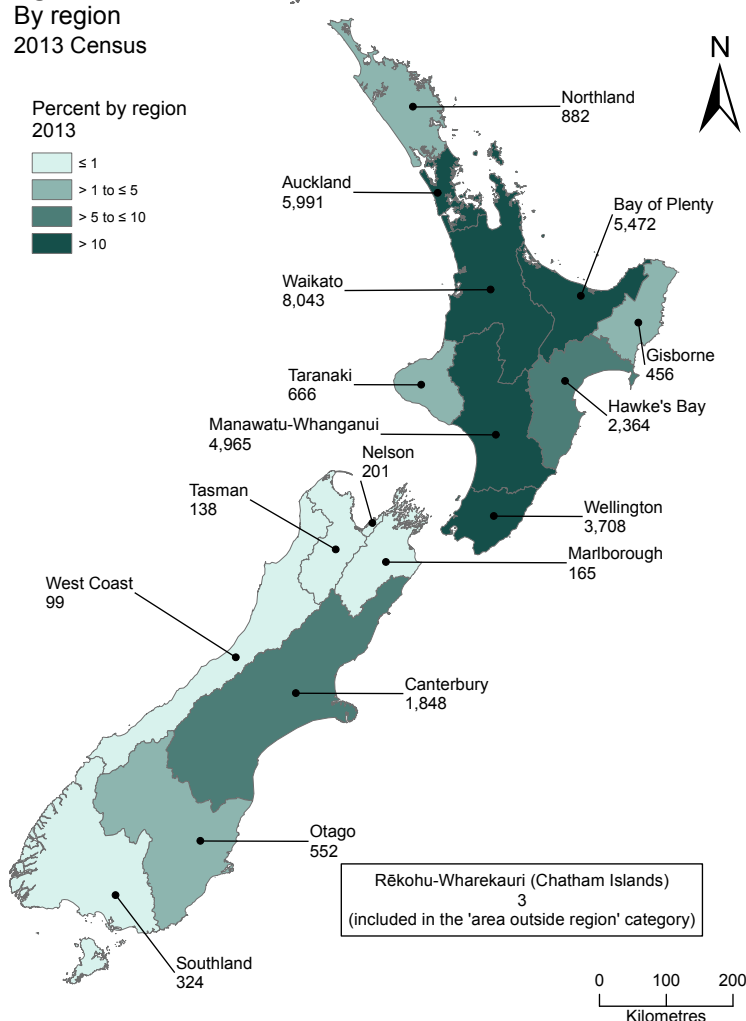 By region
2013 Census
N
Percent by region
2013
≤ 1
> 1 to ≤ 5
> 5 to ≤ 10
> 10
Northland
882
Auckland
5,991
Bay of Plenty
5,472
Waikato
8,043
Gisborne
456
Taranaki
666
Hawke's Bay
2,364
Manawatu-Whanganui
4,965
Nelson
201
Tasman
138
Wellington
3,708
Marlborough
165
West Coast
99
Canterbury
1,848
Otago
552
Rēkohu-Wharekauri (Chatham Islands)
3
(included in the 'area outside region' category)
Southland
324
0 100 200
Kilometres